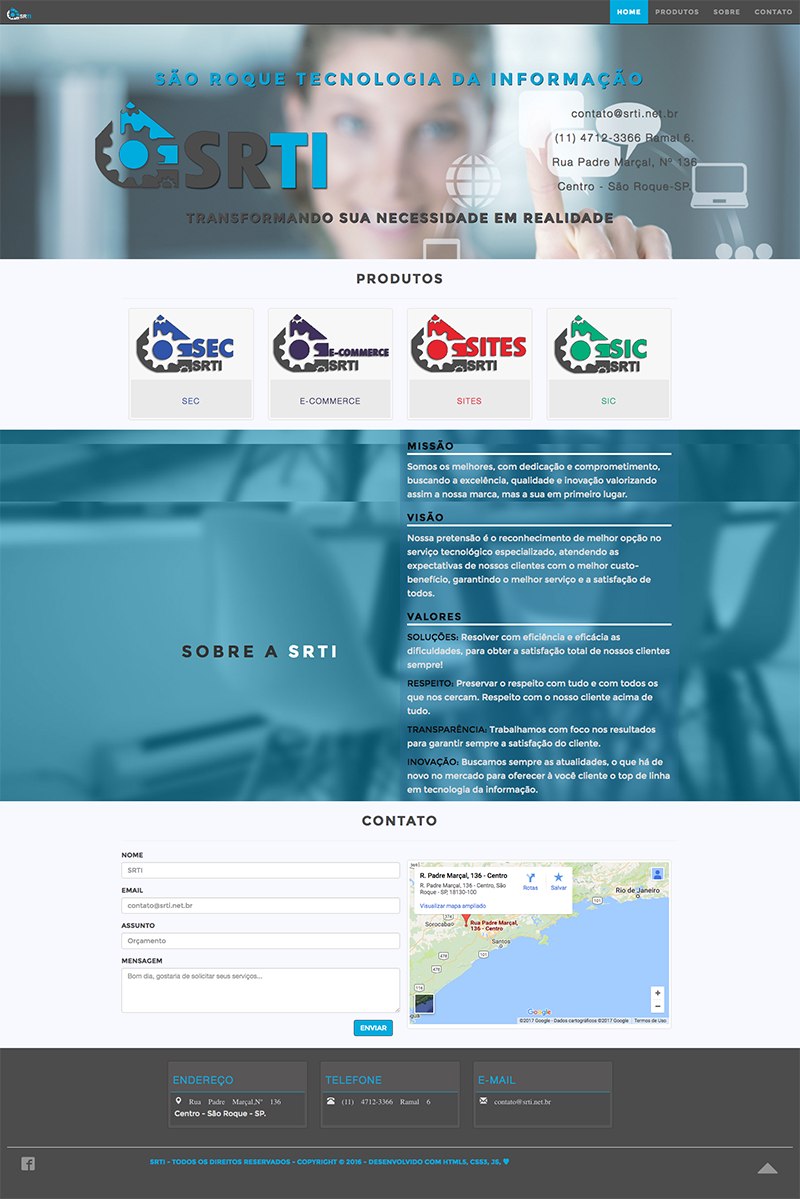 SRTI
HOME PRODUTOS SOBRE CONTATO
SÃO ROQUE TECNOLOGIA DA INFORMAÇÃO
SRTI
contato@srti.net.br
(11) 4712-3366 Ramal 6.
Rua Padre Marçal, Nº 136
Centro - São Roque-SP.
TRANSFORMANDO SUA NECESSIDADE EM REALIDADE
PRODUTOS
SEC
SRTI
E-COMMERCE
SRTI
SITES
SRTI
SIC
SRTI
SEC
E-COMMERCE
SITES
SIC
MISSÃO
Somos os melhores, com dedicação e comprometimento,
buscando a excelência, qualidade e inovação valorizando
assim a nossa marca, mas a sua em primeiro lugar.
VISÃO
Nossa pretensão é o reconhecimento de melhor opção no
serviço tecnológico especializado, atendendo as
expectativas de nossos clientes com o melhor custo-
benefício, garantindo o melhor serviço e a satisfação de
todos.
SOBRE A SRTI
VALORES
SOLUÇÕES: Resolver com eficiência e eficácia as
dificuldades, para obter a satisfação total de nossos clientes
sempre!
RESPEITO: Preservar o respeito com tudo e com todos os
que nos cercam. Respeito com o nosso cliente acima de
tudo.
TRANSPARÊNCIA: Trabalhamos com foco nos resultados
para garantir sempre a satisfação do cliente.
INOVAÇÃO: Buscamos sempre as atualidades, o que há de
novo no mercado para oferecer à você cliente o top de linha
em tecnologia da informação.
CONTATO
NOME
SRTI
EMAIL
contato@srti.net.br
ASSUNTO
Orçamento
MENSAGEM
Bom dia, gostaria de solicitar seus serviços...
ENVIAR
R. Padre Marçal, 136 - Centro
R. Padre Marçal, 136 - Centro, São
Roque - SP, 18130-100
Visualizar mapa ampliado
Rotas
Salvar
Rio de Janeiro
101
Sorocaba
Rua Padre Marçal,
136 - Centro
Santos
101
478
478
116
Google
©2017 Google - Dados cartográficos ©2017 Google Termos de Uso
ENDEREÇO
Rua Padre Marçal,Nº 136
Centro - São Roque - SP.
TELEFONE
(11) 4712-3366 Ramal 6
E-MAIL
contato@srti.net.br
SRTI - TODOS OS DIREITOS RESERVADOS - COPYRIGHT © 2016 - DESENVOLVIDO COM HTML5, CSS3, JS,